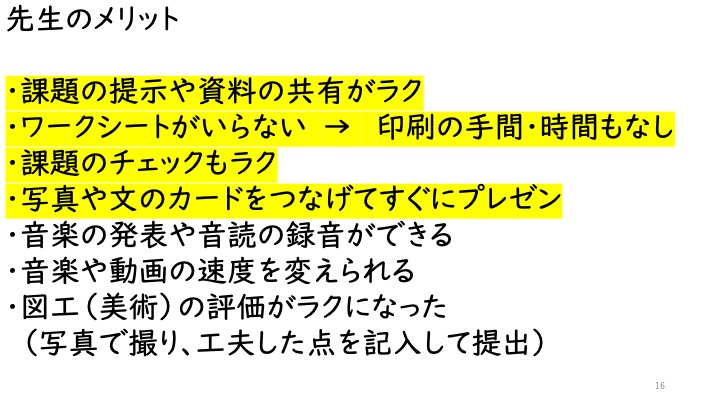 先生のメリット
・課題の提示や資料の共有がラク
・ワークシートがいらない → 印刷の手間・時間もなし
・課題のチェックもラク
・写真や文のカードをつなげてすぐにプレゼン
・音楽の発表や音読の録音ができる
・音楽や動画の速度を変えられる
・図工（美術）の評価がラクになった
（写真で撮り、工夫した点を記入して提出）
16